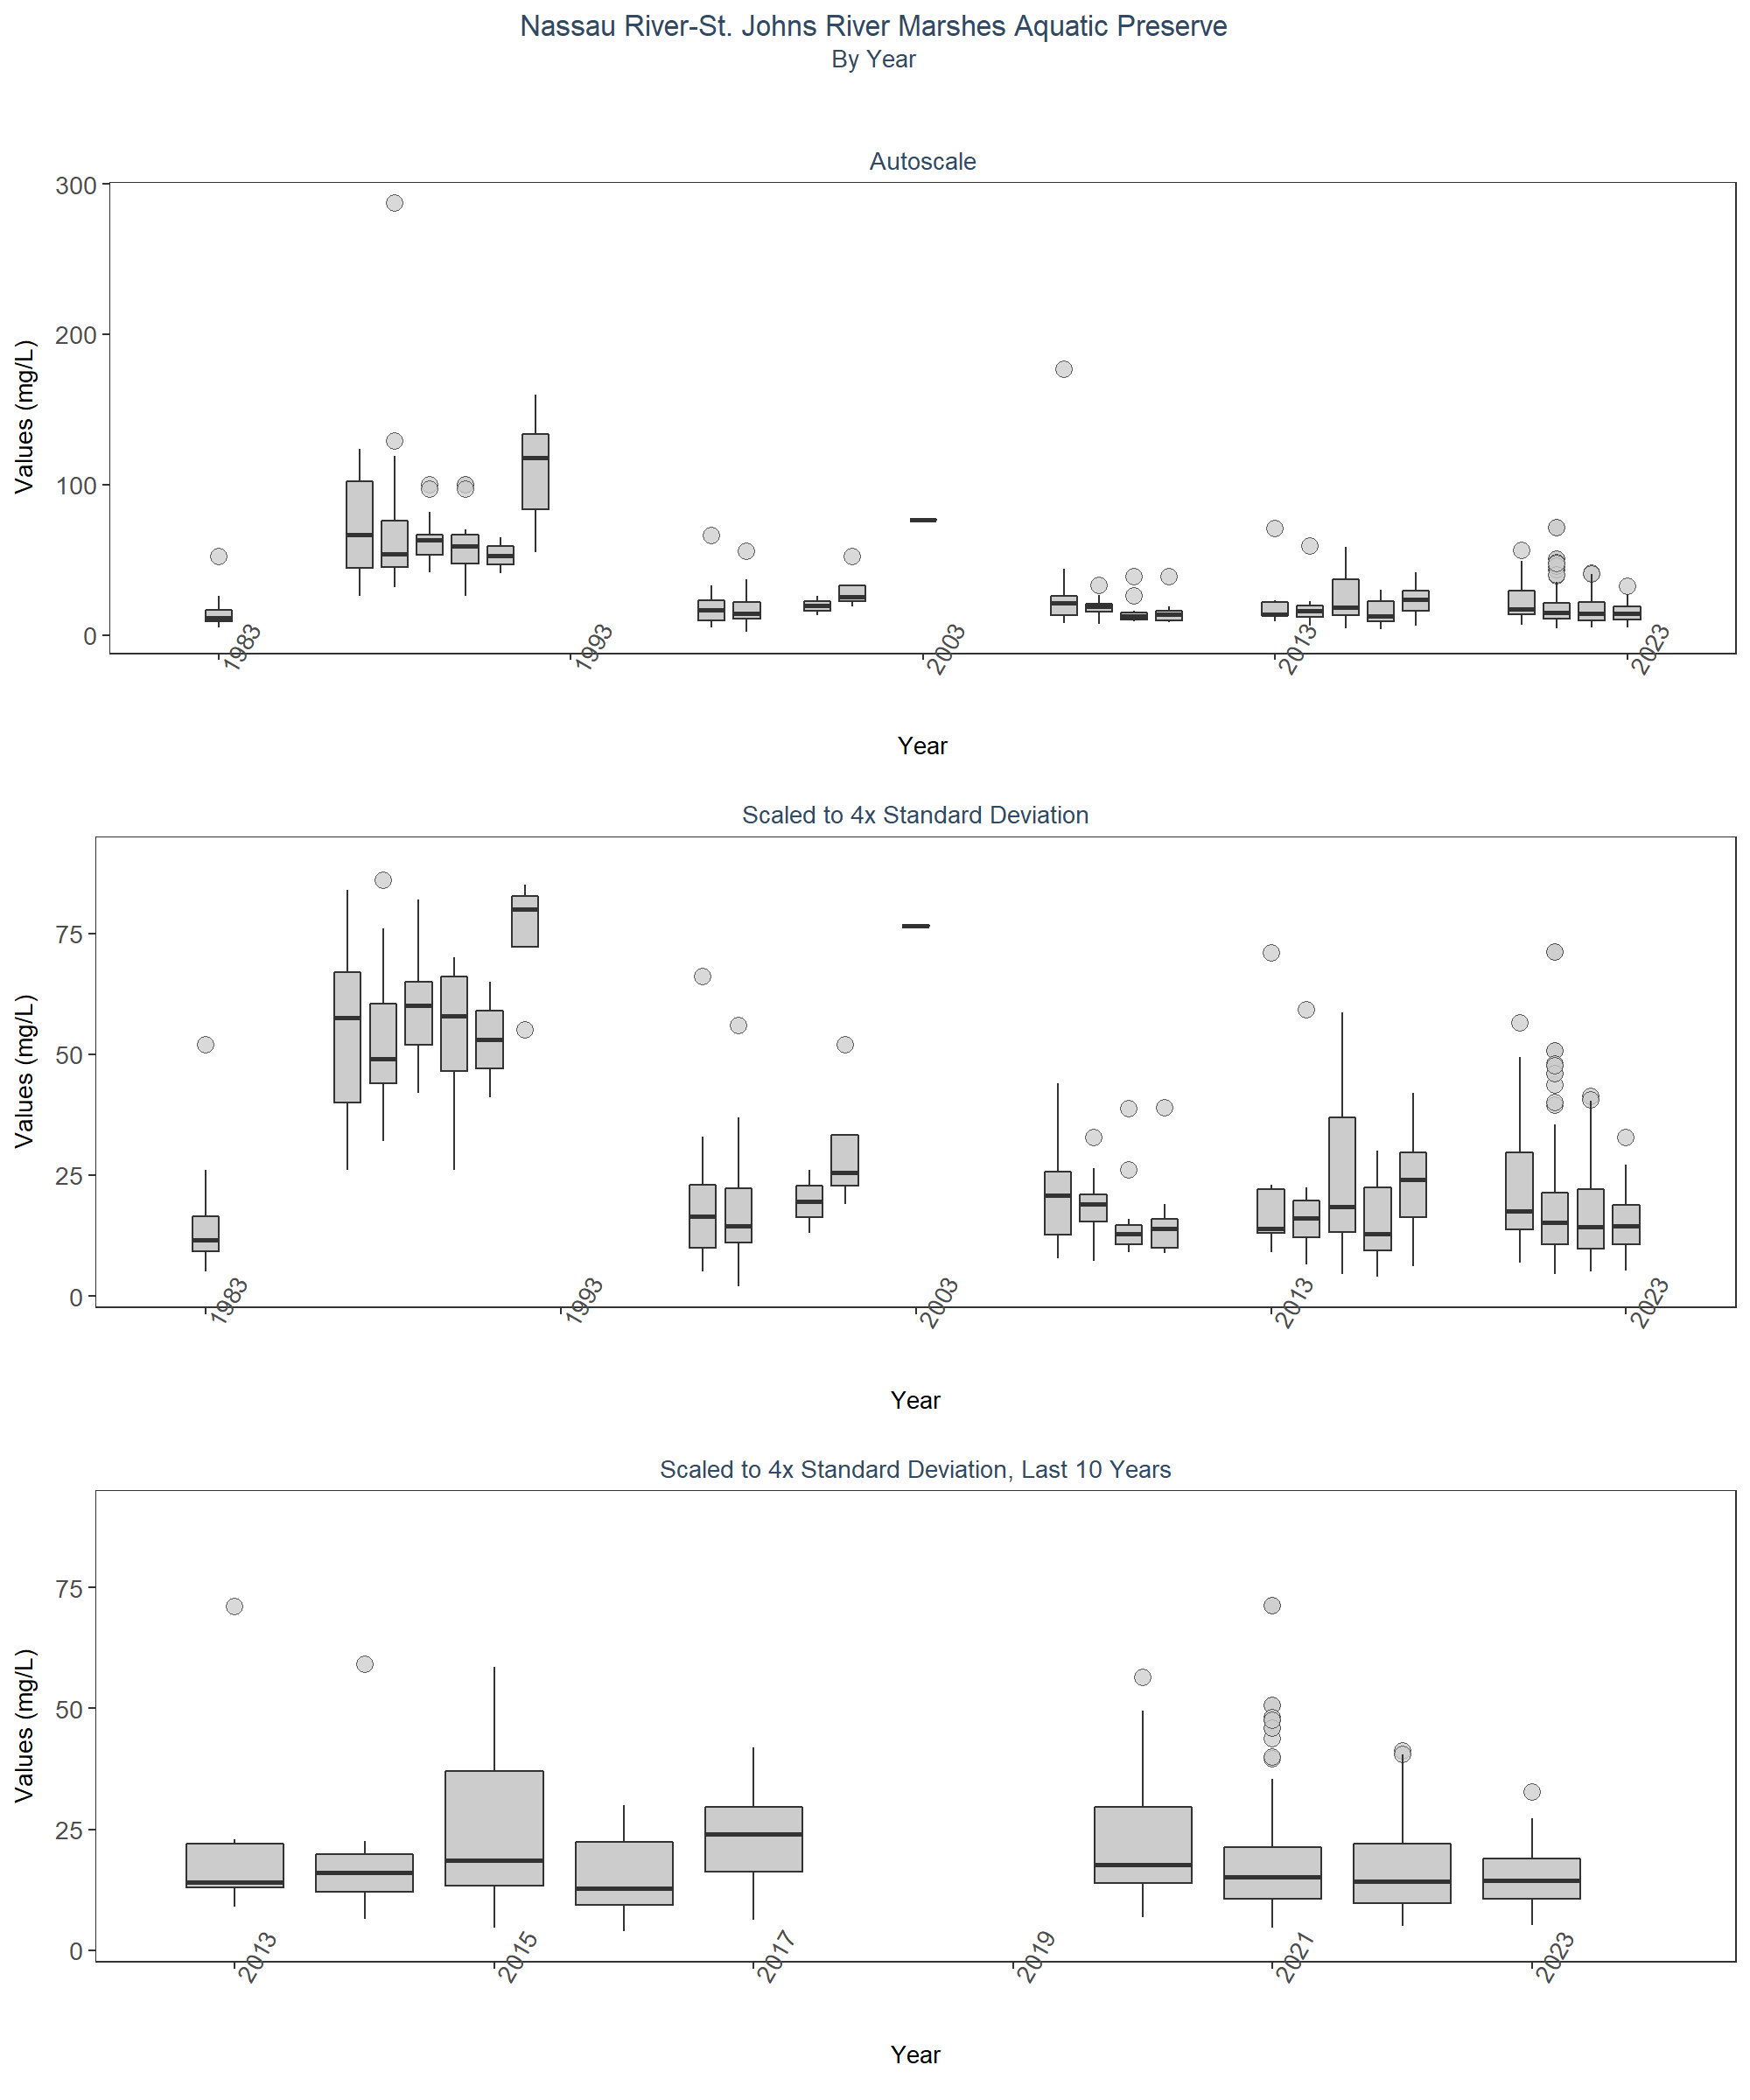 Nassau River-St. Johns River Marshes Aquatic Preserve
By Year
Autoscale
Values (mg/L)
300
200
100
0
1983
1993
2003
2013
2023
Year
Scaled to 4x Standard Deviation
Values (mg/L)
75
50
25
0
1983
1993
2003
2013
2023
Year
Scaled to 4x Standard Deviation, Last 10 Years
Values (mg/L)
75
50
25
0
2013
2015
2017
2019
2021
2023
Year